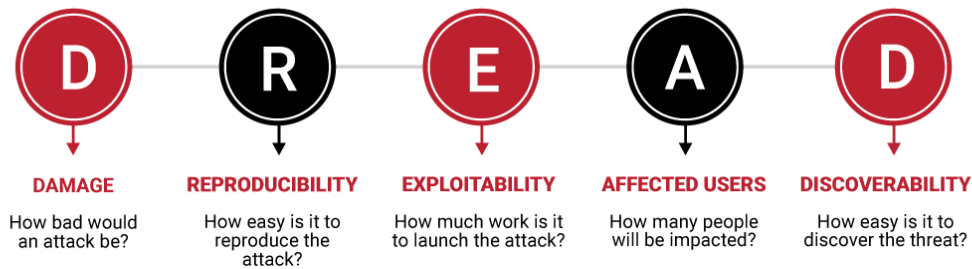 D
R
E
A
D
DAMAGE
How bad would
an attack be?
REPRODUCIBILITY
How easy is it to
reproduce the
attack?
EXPLOITABILITY
How much work is it
to launch the attack?
AFFECTED USERS
How many people
will be impacted?
DISCOVERABILITY
How easy is it to
discover the threat?